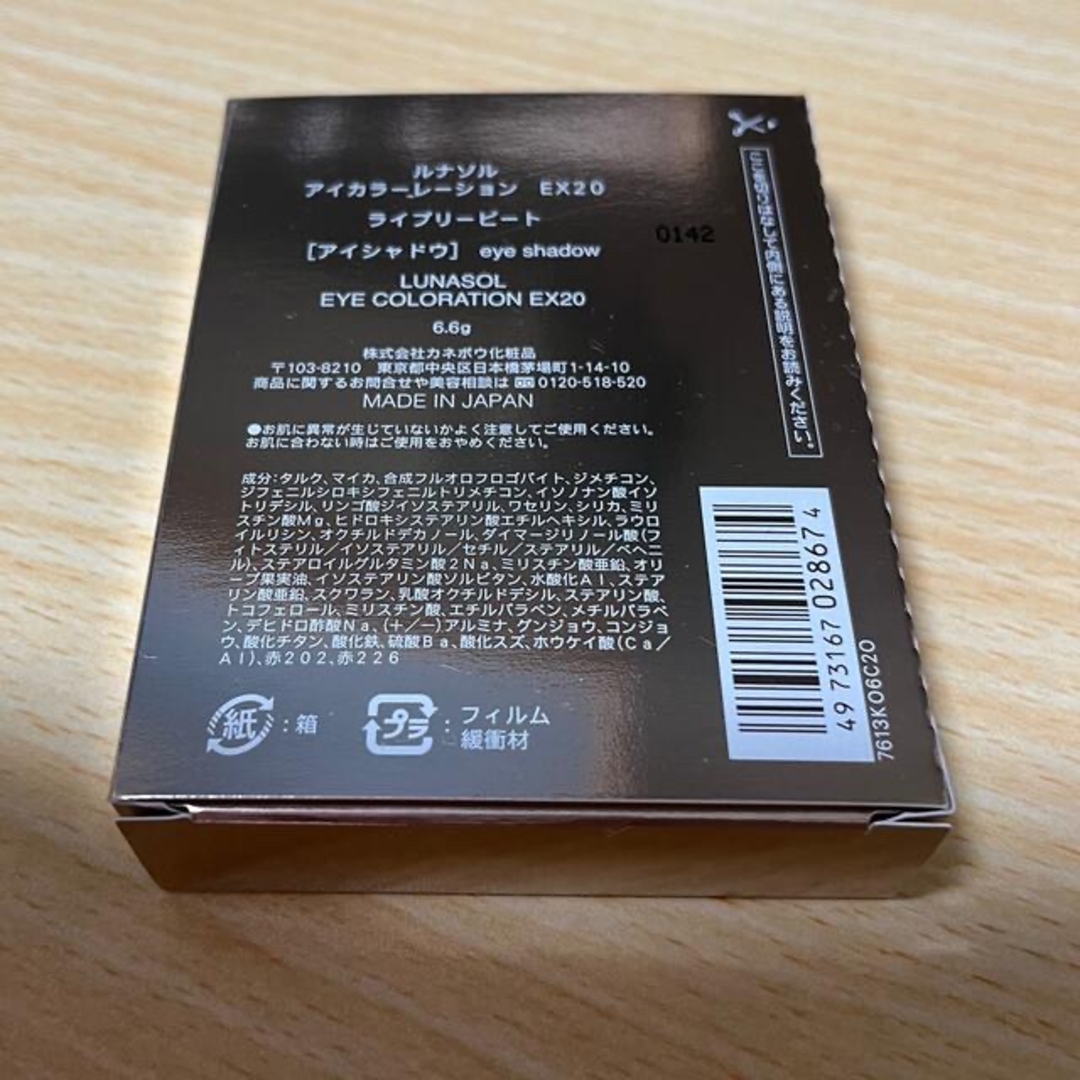 ルナソル
アイカラーレーション EX20
ライブリービート
[アイシャドウ] eye shadow
LUNASOL
EYE COLORATION EX20
6.6g
株式会社カネボウ化粧品
〒103-8210 東京都中央区日本橋茅場町1-14-10
商品に関するお問合せや美容相談は 0120-518-520
MADE IN JAPAN
●お肌に異常が生じていないかよく注意してご使用ください。
お肌に合わない時はご使用をおやめください。
成分:タルク、マイカ、合成フルオロフロゴパイト、ジメチコン、
ジフェニルシロキシフェニルトリメチコン、イソノナン酸イソ
トリデシル、リンゴ酸ジイソステアリル、ワセリン、シリカ、ミリ
スチン酸Mg、ヒドロキシステアリン酸エチルヘキシル、ラウロ
イルリシン、オクチルドデカノール、ダイマージリノール酸(フ
ィトステリル/イソステアリル/セチル/ステアリル/ベヘニ
ル)、ステアロイルグルタミン酸2Na、ミリスチン酸亜鉛、オリ
ーブ果実油、イソステアリン酸ソルビタン、水酸化Al、ステア
リン酸亜鉛、スクワラン、乳酸オクチルドデシル、ステアリン酸、
トコフェロール、ミリスチン酸、エチルパラベン、メチルパラベ
ン、デヒドロ酢酸Na、(+/-)アルミナ、グンジョウ、コンジョ
ウ、酸化チタン、酸化鉄、硫酸Ba、酸化スズ、ホウケイ酸(Ca/
Al)、赤202、赤226
紙:箱
プラ:フィルム
緩衝材
0142
ここを切りはなして内側にある説明をお読みください。
4973167028674
7613K06C20